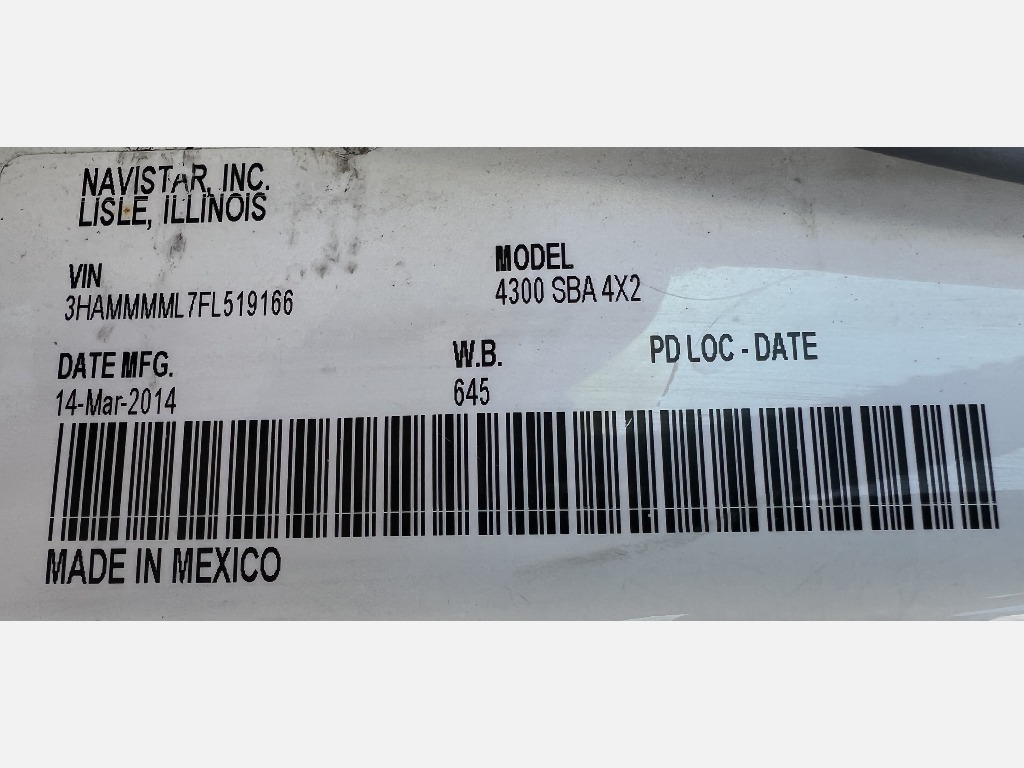 NAVISTAR, INC.
LISLE, ILLINOIS
VIN
3HAMMMML7FL519166
MODEL
4300 SBA 4X2
DATE MFG.
14-Mar-2014
W.B.
645
PD LOC - DATE
MADE IN MEXICO